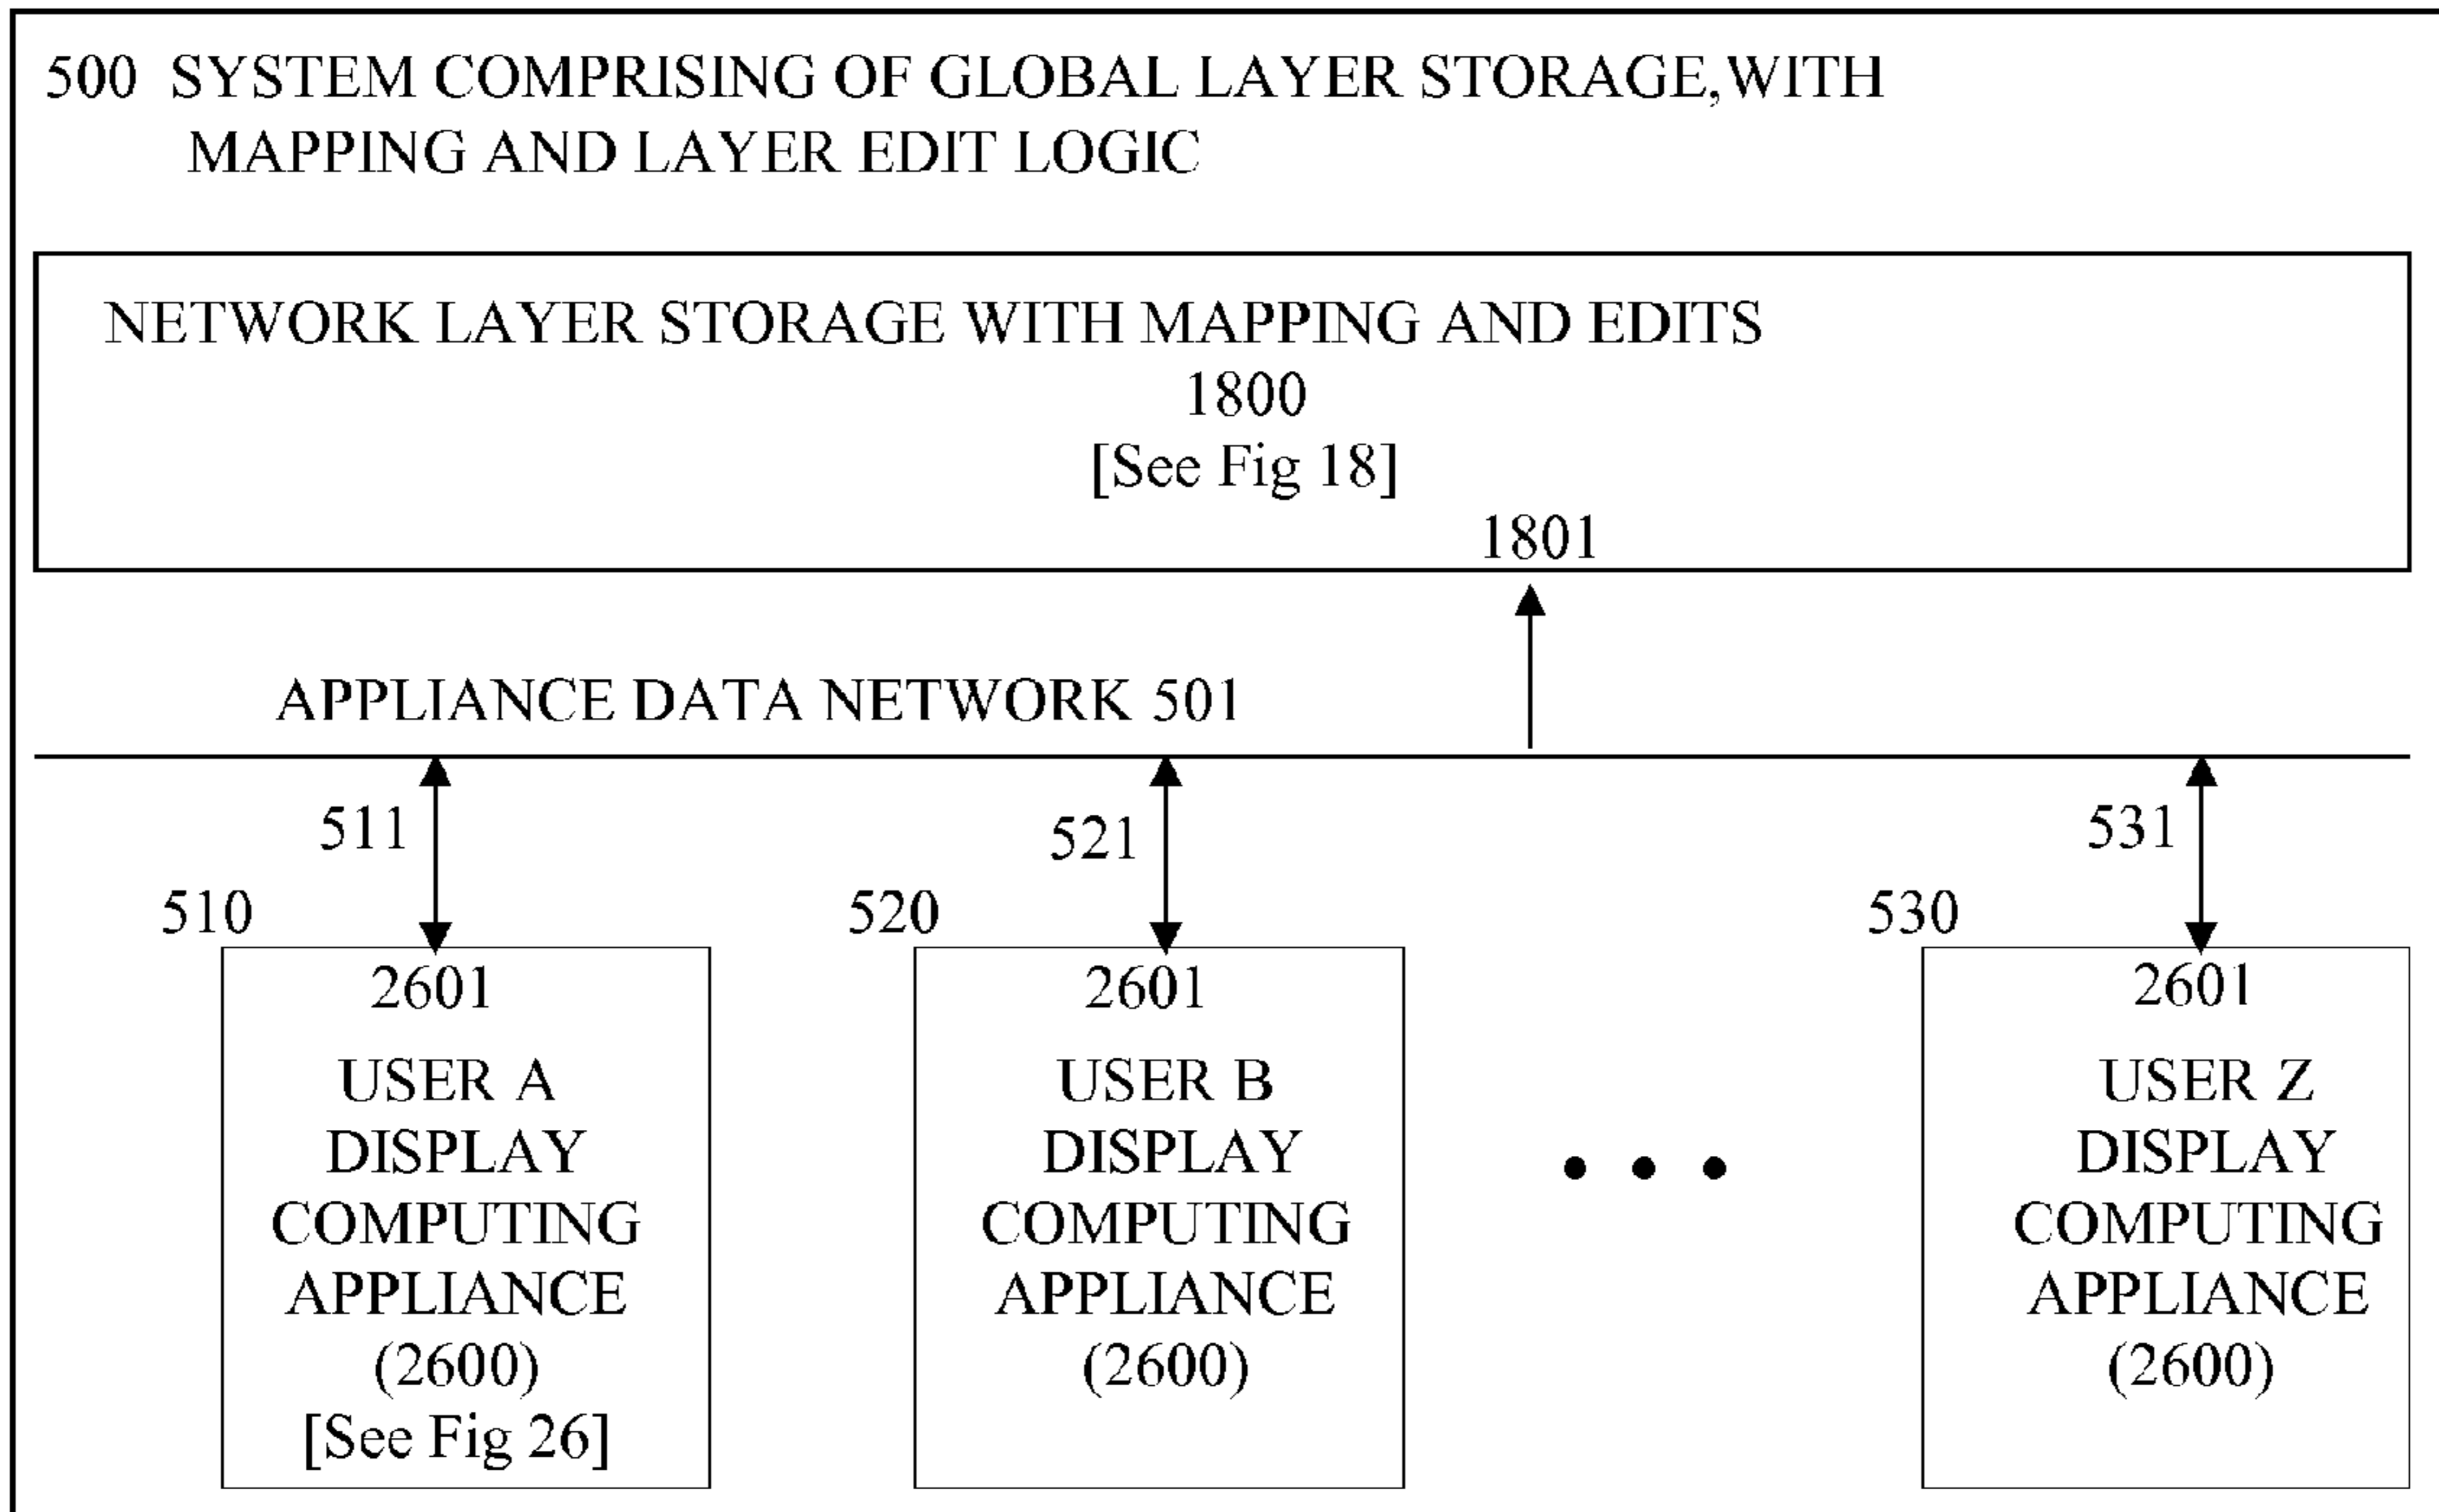 500 SYSTEM COMPRISING OF GLOBAL LAYER STORAGE,WITH
MAPPING AND LAYER EDIT LOGIC
NETWORK LAYER STORAGE WITH MAPPING AND EDITS
1800
[See Fig 18]
1801
APPLIANCE DATA NETWORK 501
511
521
531
510
520
530
2601
USER A
DISPLAY
COMPUTING
APPLIANCE
(2600)
[See Fig 26]
2601
USER B
DISPLAY
COMPUTING
APPLIANCE
(2600)
• • •
2601
USER Z
DISPLAY
COMPUTING
APPLIANCE
(2600)